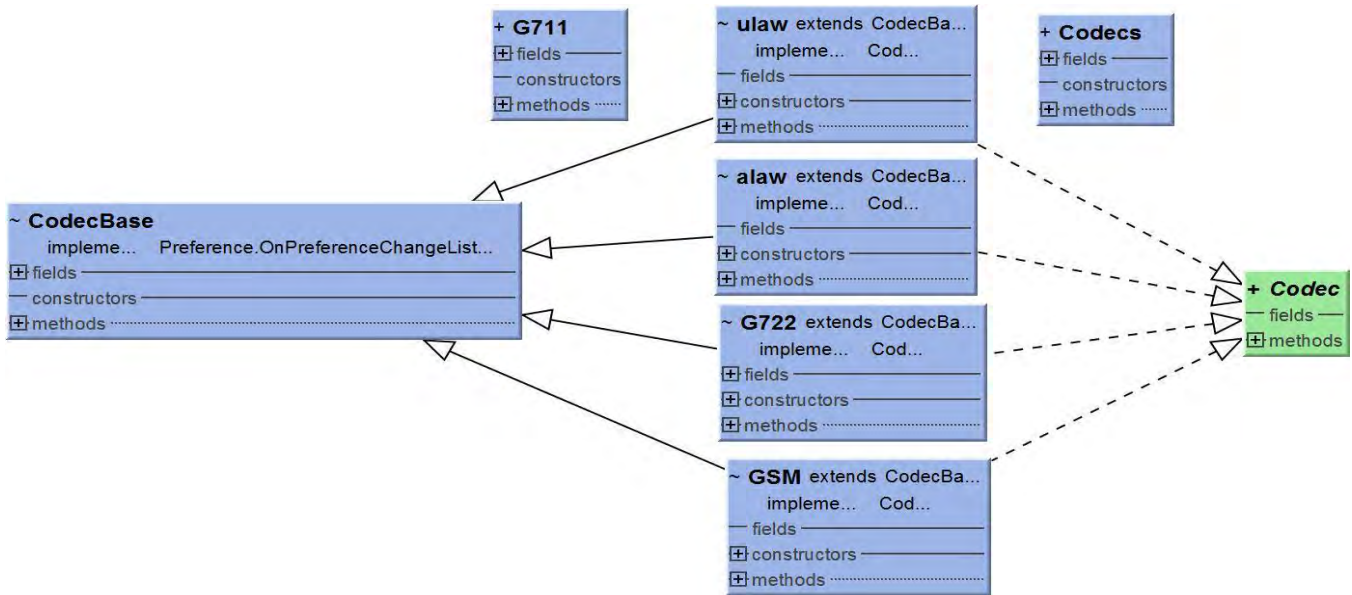 + G711
+ fields
constructors
+ methods
~ ulaw extends CodecBa...
impleme... Cod...
fields
+ constructors
+ methods
+ Codecs
+ fields
constructors
+ methods
~ alaw extends CodecBa...
impleme... Cod...
fields
+ constructors
+ methods
~ CodecBase
impleme... Preference.OnPreferenceChangeList...
+ fields
constructors
+ methods
+ Codec
fields
+ methods
~ G722 extends CodecBa...
impleme... Cod...
+ fields
+ constructors
+ methods
~ GSM extends CodecBa...
impleme... Cod...
fields
+ constructors
+ methods